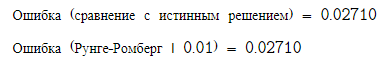 Ошибка (сравнение с истинным решением) = 0.02710
Ошибка (Рунге-Ромберг | 0.01) = 0.02710